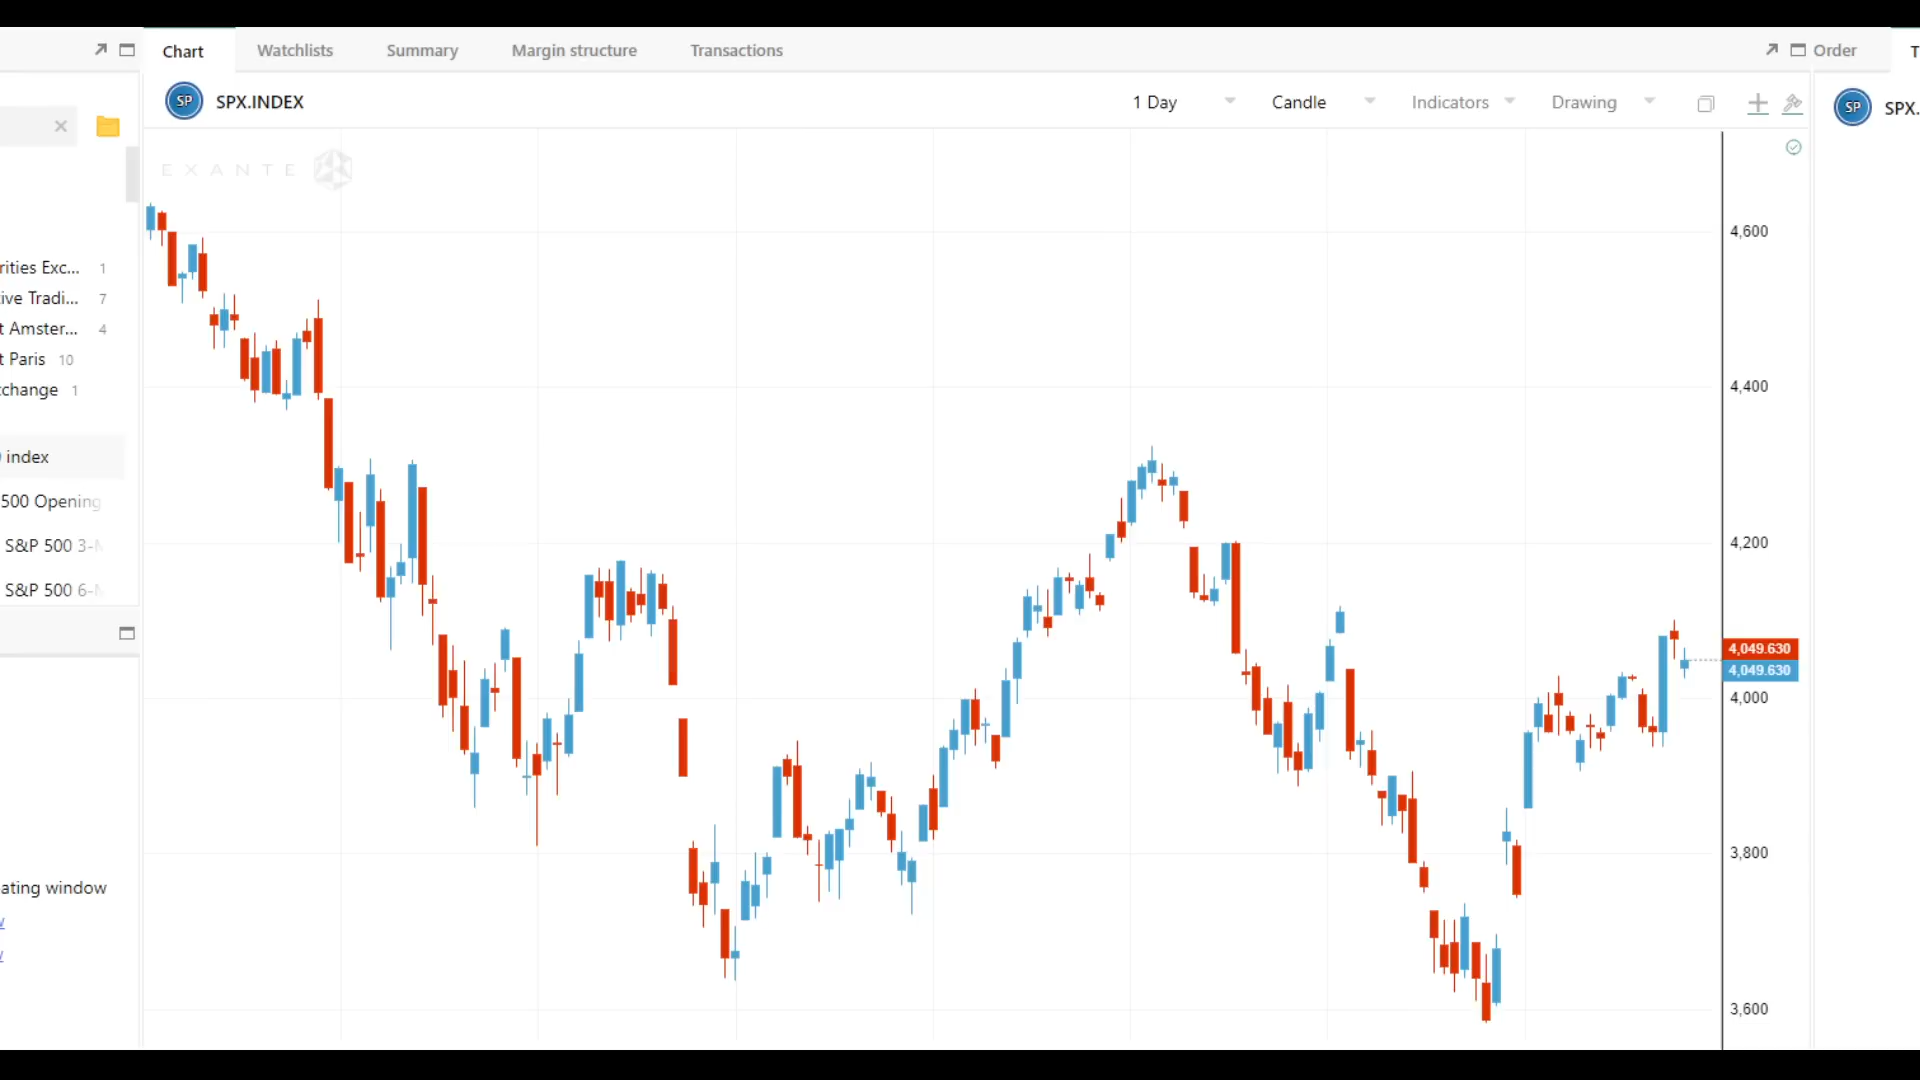 Chart Watchlists Summary Margin structure Transactions Order
SP SPX.INDEX 1 Day Candle Indicators Drawing SP SPX.
EXANTE
rities Exc... 1
ive Tradi... 7
t Amster... 4
t Paris 10
change 1
index
500 Opening
S&P 500 3-M
S&P 500 6-M
ating window
4,600
4,400
4,200
4,049.630
4,049.630
4,000
3,800
3,600